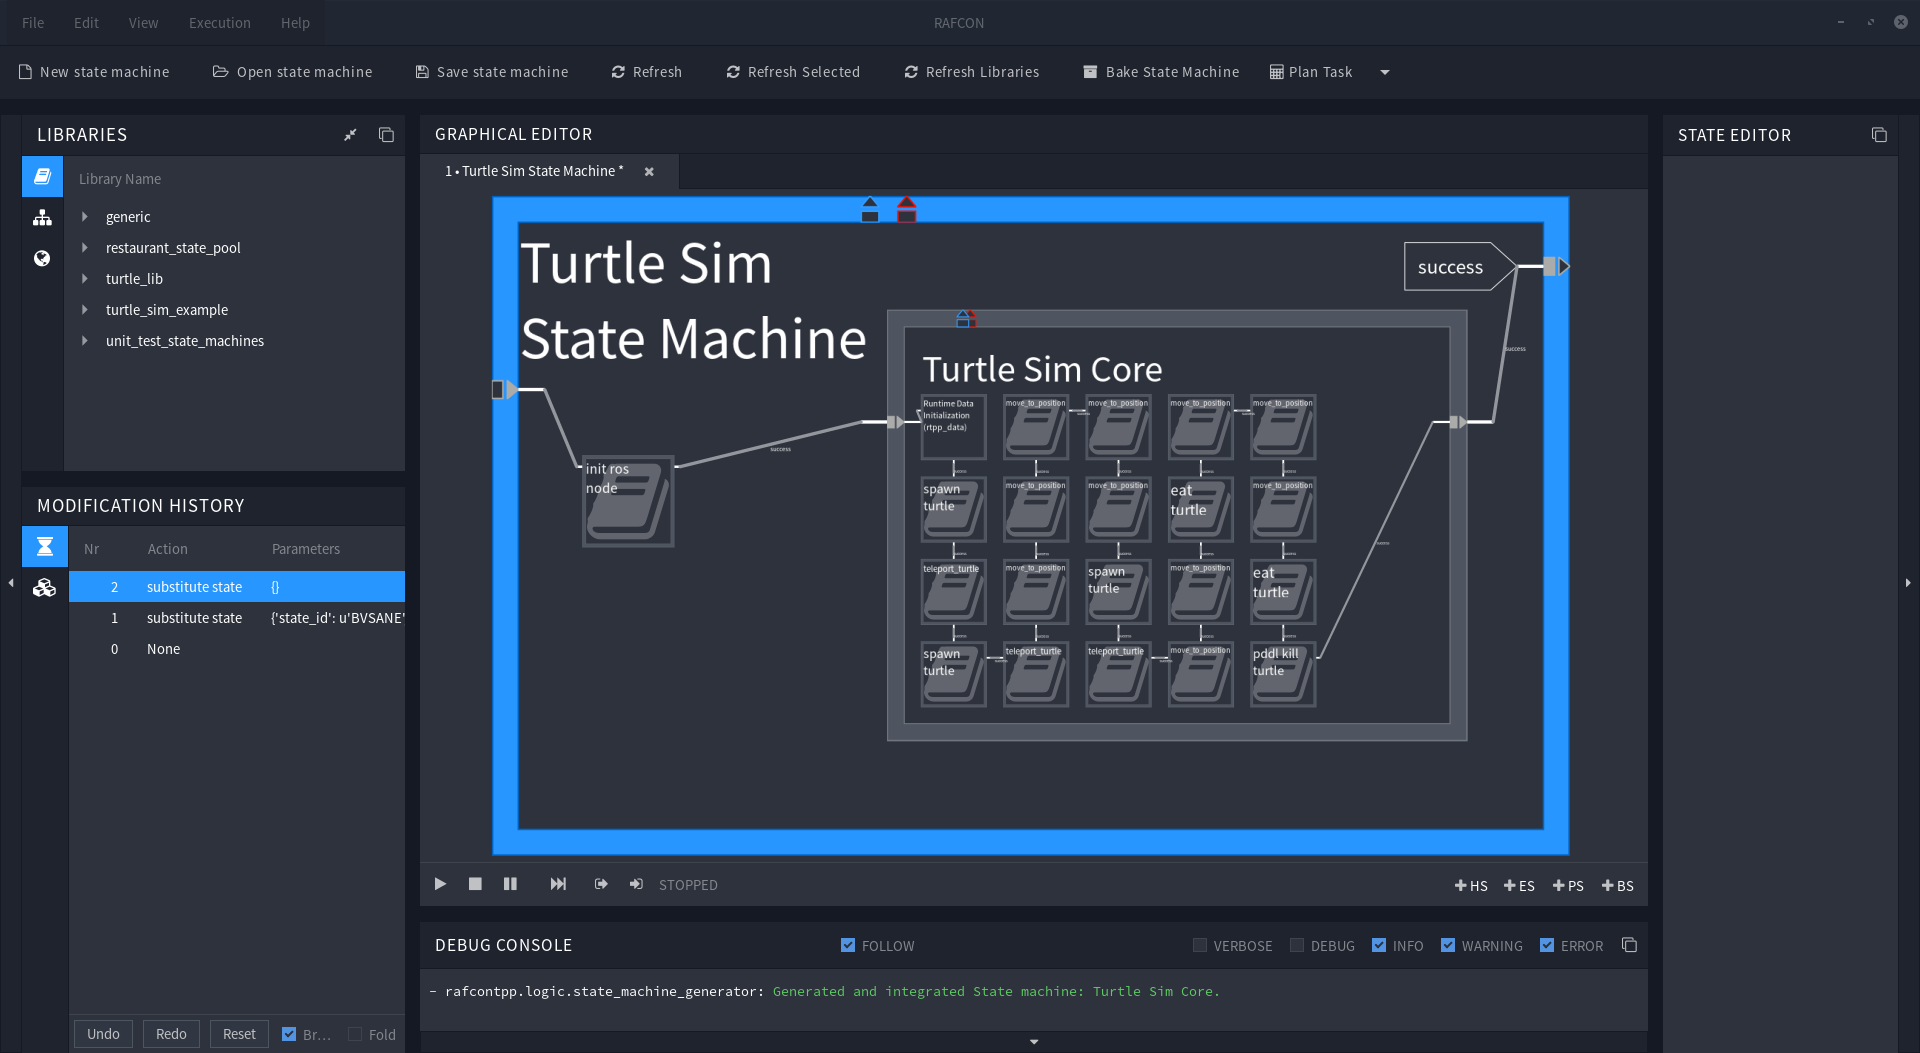 File Edit View Execution Help RAFCON
New state machine Open state machine Save state machine Refresh Refresh Selected Refresh Libraries Bake State Machine Plan Task
LIBRARIES
Library Name
generic
restaurant_state_pool
turtle_lib
turtle_sim_example
unit_test_state_machines
MODIFICATION HISTORY
Nr Action Parameters
2 substitute state {}
1 substitute state {'state_id': u'BVSANE'
0 None
Undo Redo Reset Br... Fold
GRAPHICAL EDITOR
1 • Turtle Sim State Machine *
Turtle Sim
State Machine
success
success
init ros
node
success
Turtle Sim Core
Runtime Data
Initialization
(rtpp_data)
move_to_position move_to_position move_to_position move_to_position
spawn
turtle
move_to_position move_to_position
eat
turtle
move_to_position
teleport_turtle move_to_position
spawn
turtle
move_to_position
eat
turtle
spawn
turtle
teleport_turtle teleport_turtle move_to_position
pddl kill
turtle
success
STOPPED
HS ES PS BS
DEBUG CONSOLE FOLLOW VERBOSE DEBUG INFO WARNING ERROR
- rafcontpp.logic.state_machine_generator: Generated and integrated State machine: Turtle Sim Core.
STATE EDITOR